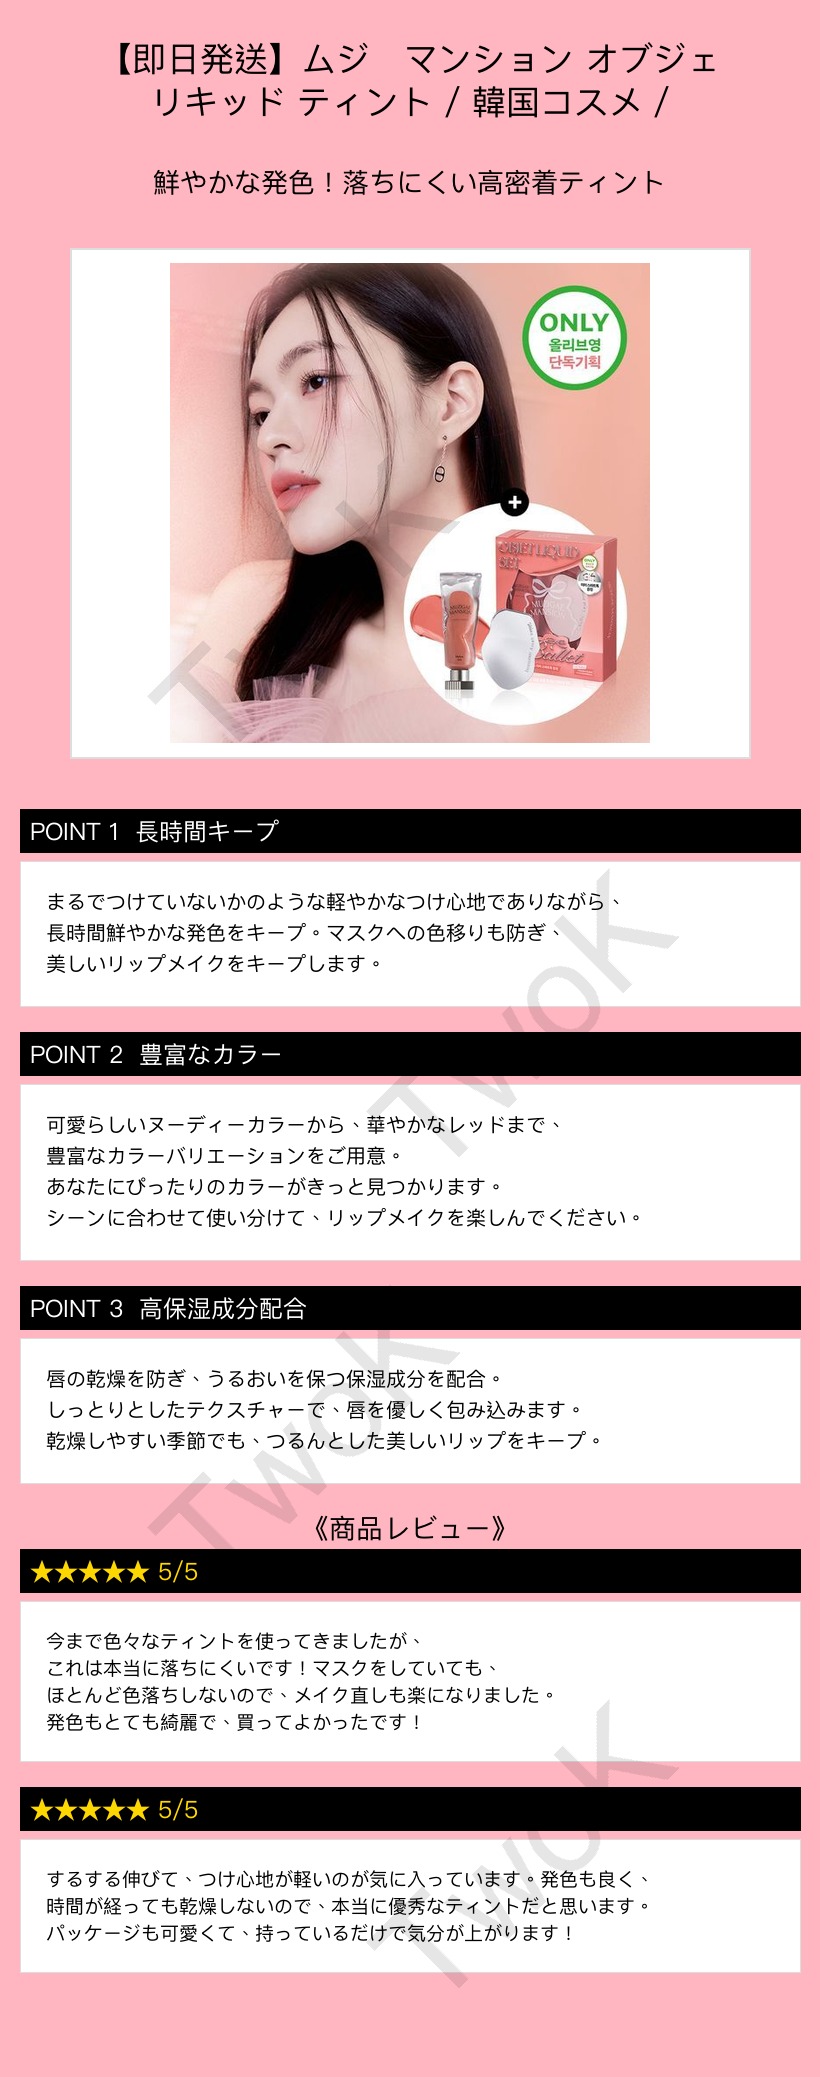 【即日発送】ムジ　マンション オブジェ
リキッド ティント / 韓国コスメ /
鮮やかな発色！落ちにくい高密着ティント
ONLY
올리브영
단독기획
+
OBJET LIQUID
SET
MUZIGAE
MANSION
Ballet
TwoK
POINT 1 長時間キープ
まるでつけていないかのような軽やかなつけ心地でありながら、
長時間鮮やかな発色をキープ。マスクへの色移りも防ぎ、
美しいリップメイクをキープします。
TwoK
POINT 2 豊富なカラー
可愛らしいヌーディーカラーから、華やかなレッドまで、
豊富なカラーバリエーションをご用意。
あなたにぴったりのカラーがきっと見つかります。
シーンに合わせて使い分けて、リップメイクを楽しんでください。
POINT 3 高保湿成分配合
唇の乾燥を防ぎ、うるおいを保つ保湿成分を配合。
しっとりとしたテクスチャーで、唇を優しく包み込みます。
乾燥しやすい季節でも、つるんとした美しいリップをキープ。
TwoK
《商品レビュー》
★★★★★ 5/5
今まで色々なティントを使ってきましたが、
これは本当に落ちにくいです！マスクをしていても、
ほとんど色落ちしないので、メイク直しも楽になりました。
発色もとても綺麗で、買ってよかったです！
★★★★★ 5/5
するする伸びて、つけ心地が軽いのが気に入っています。発色も良く、
時間が経っても乾燥しないので、本当に優秀なティントだと思います。
パッケージも可愛くて、持っているだけで気分が上がります！
TwoK